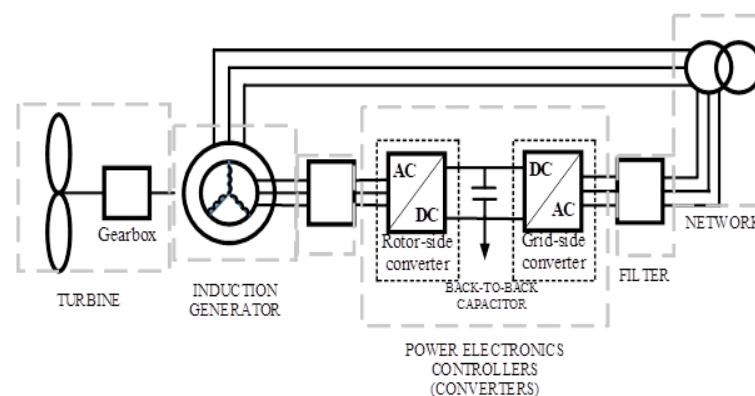 AC
DC
DC
AC
Gearbox
Rotor-side
converter
Grid-side
converter
NETWORK
TURBINE
INDUCTION
GENERATOR
BACK-TO-BACK
CAPACITOR
FILTER
POWER ELECTRONICS
CONTROLLERS
(CONVERTERS)